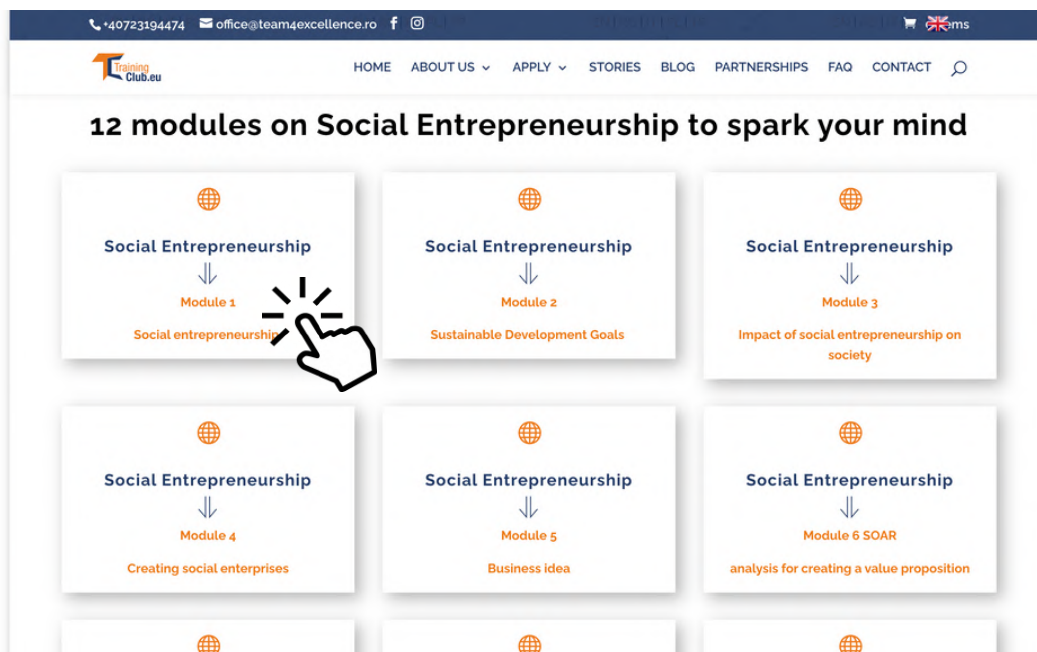 +40723194474 office@team4excellence.ro
Training
Club.eu
HOME ABOUT US APPLY STORIES BLOG PARTNERSHIPS FAQ CONTACT
12 modules on Social Entrepreneurship to spark your mind
Social Entrepreneurship
Module 1
Social entrepreneurship
Social Entrepreneurship
Module 2
Sustainable Development Goals
Social Entrepreneurship
Module 3
Impact of social entrepreneurship on
society
Social Entrepreneurship
Module 4
Creating social enterprises
Social Entrepreneurship
Module 5
Business idea
Social Entrepreneurship
Module 6 SOAR
analysis for creating a value proposition